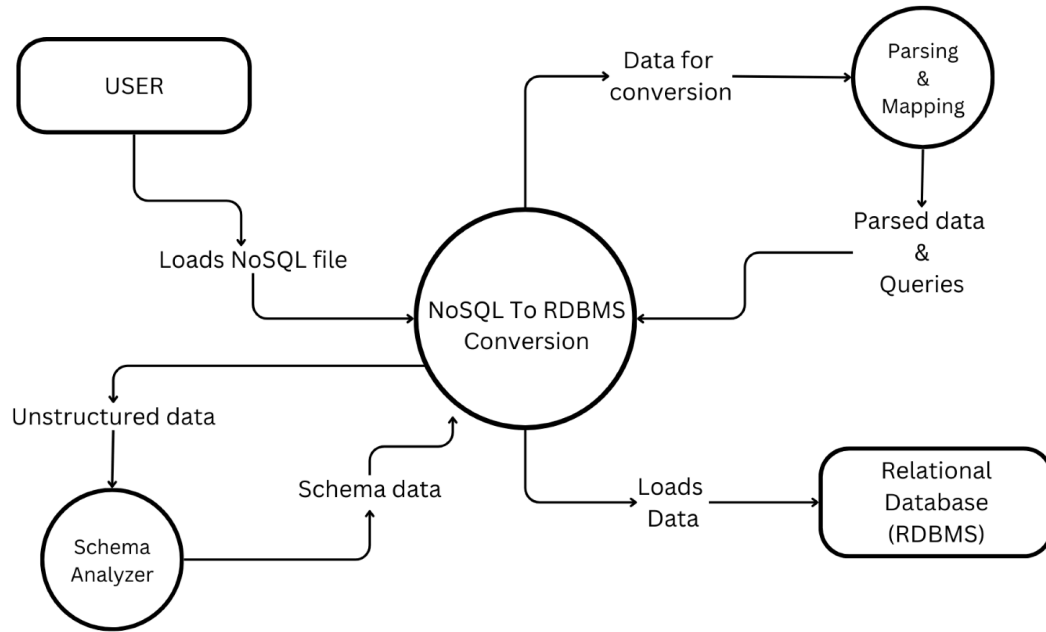 USER
Data for
conversion
Parsing
&
Mapping
Loads NoSQL file
Parsed data
&
Queries
NoSQL To RDBMS
Conversion
Unstructured data
Schema data
Schema
Analyzer
Loads
Data
Relational
Database
(RDBMS)